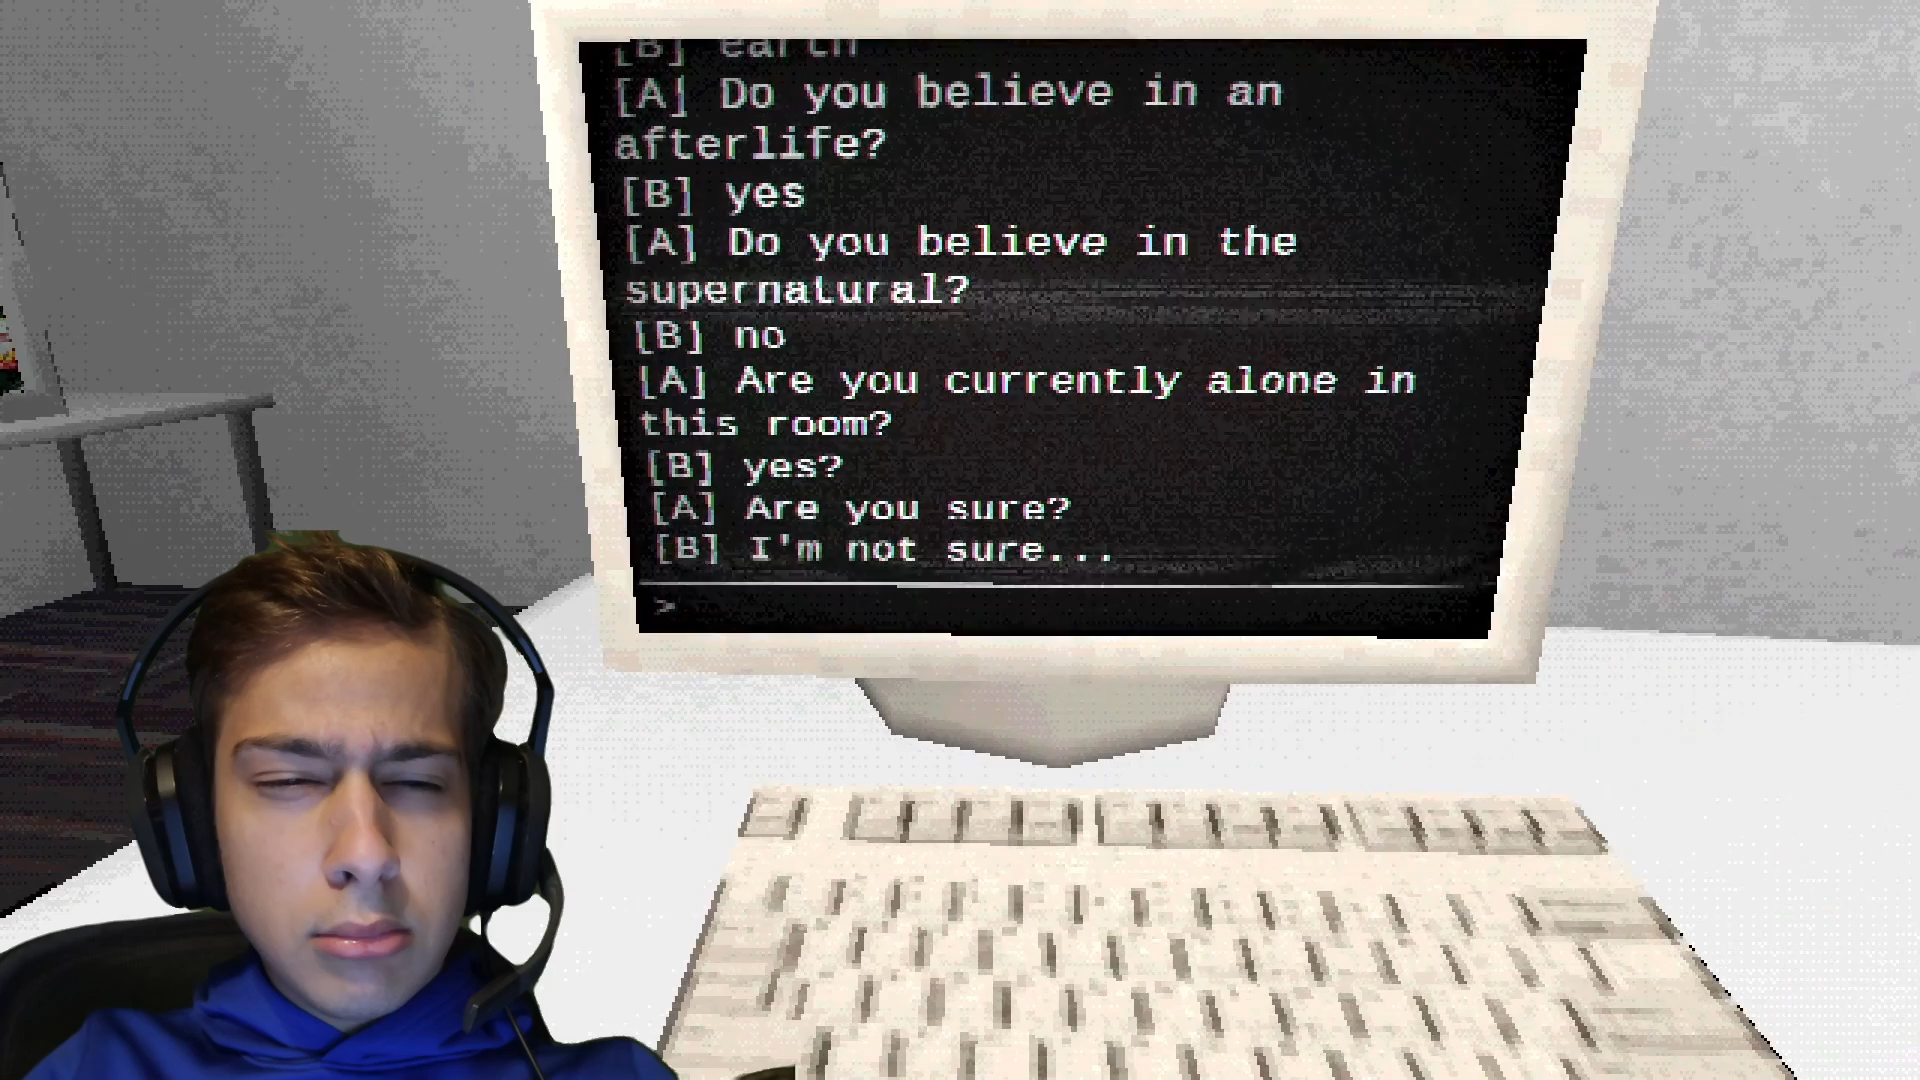 [B] earth
[A] Do you believe in an
afterlife?
[B] yes
[A] Do you believe in the
supernatural?
[B] no
[A] Are you currently alone in
this room?
[B] yes?
[A] Are you sure?
[B] I'm not sure...
>